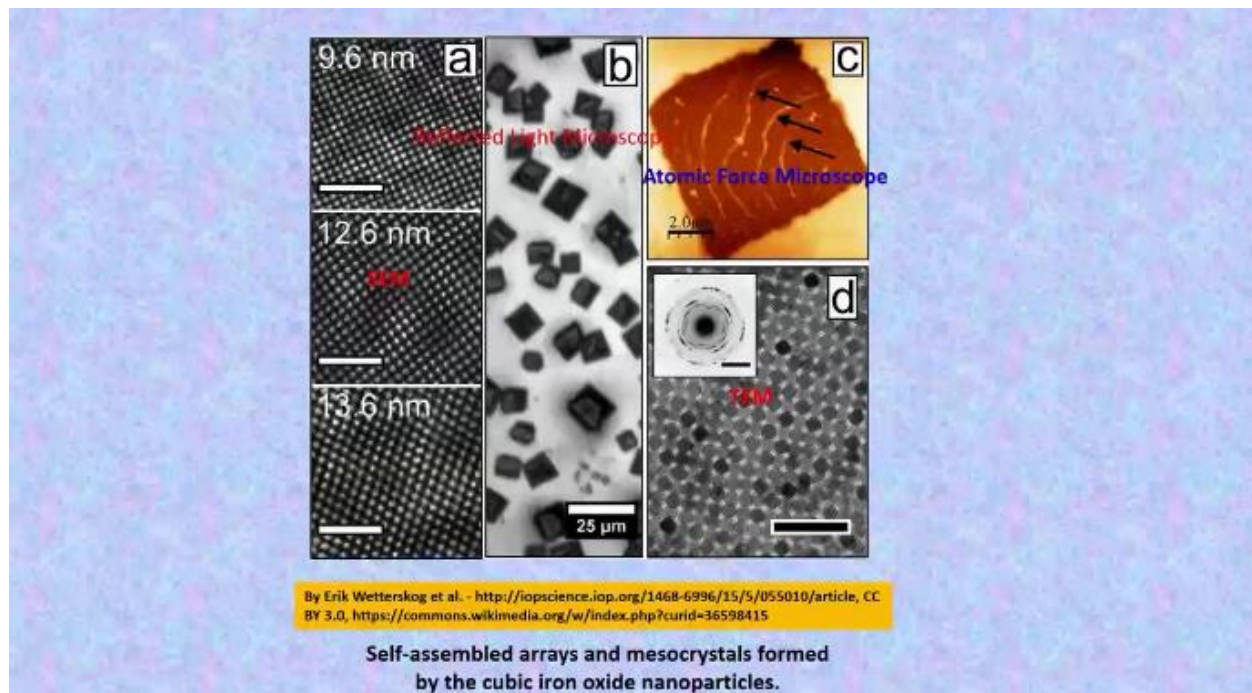 9.6 nm
a
b
c
Reflected Light Microscope
Atomic Force Microscope
2.0µm
12.6 nm
SEM
d
TEM
13.6 nm
25 µm
By Erik Wetterskog et al. - http://iopscience.iop.org/1468-6996/15/5/055010/article, CC
BY 3.0, https://commons.wikimedia.org/w/index.php?curid=36598415
Self-assembled arrays and mesocrystals formed
by the cubic iron oxide nanoparticles.